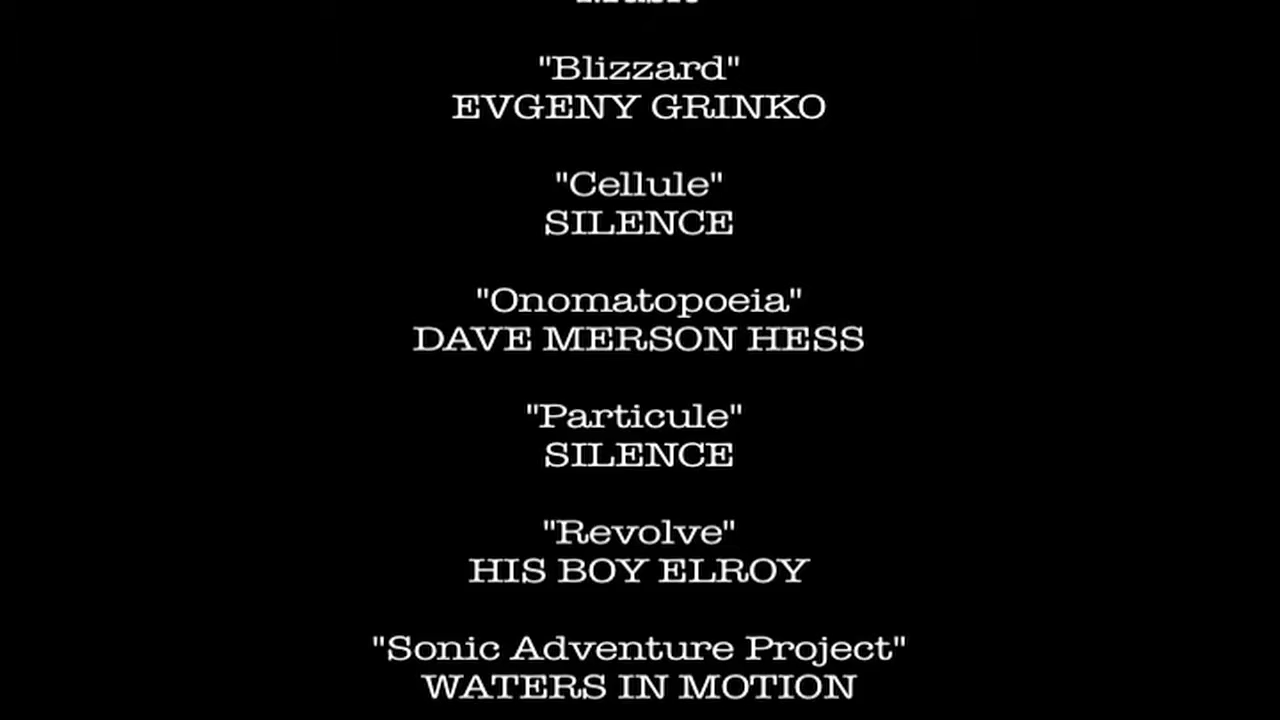 "Blizzard"
EVGENY GRINKO
"Cellule"
SILENCE
"Onomatopoeia"
DAVE MERSON HESS
"Particule"
SILENCE
"Revolve"
HIS BOY ELROY
"Sonic Adventure Project"
WATERS IN MOTION